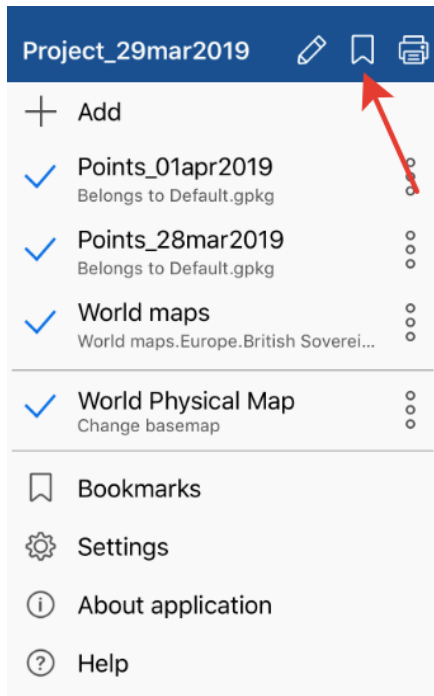 Project_29mar2019
Add
Points_01apr2019
Belongs to Default.gpkg
Points_28mar2019
Belongs to Default.gpkg
World maps
World maps.Europe.British Soverei...
World Physical Map
Change basemap
Bookmarks
Settings
About application
Help